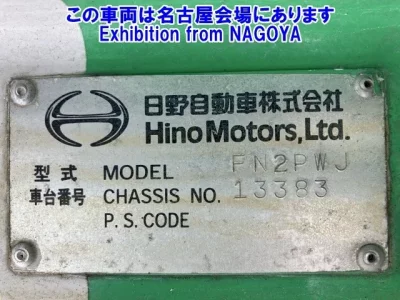 この車両は名古屋会場にあります
Exhibition from NAGOYA
日野自動車株式会社
Hino Motors, Ltd.
型式 MODEL FN2PWJ
車台番号 CHASSIS NO. 13383
P.S.CODE